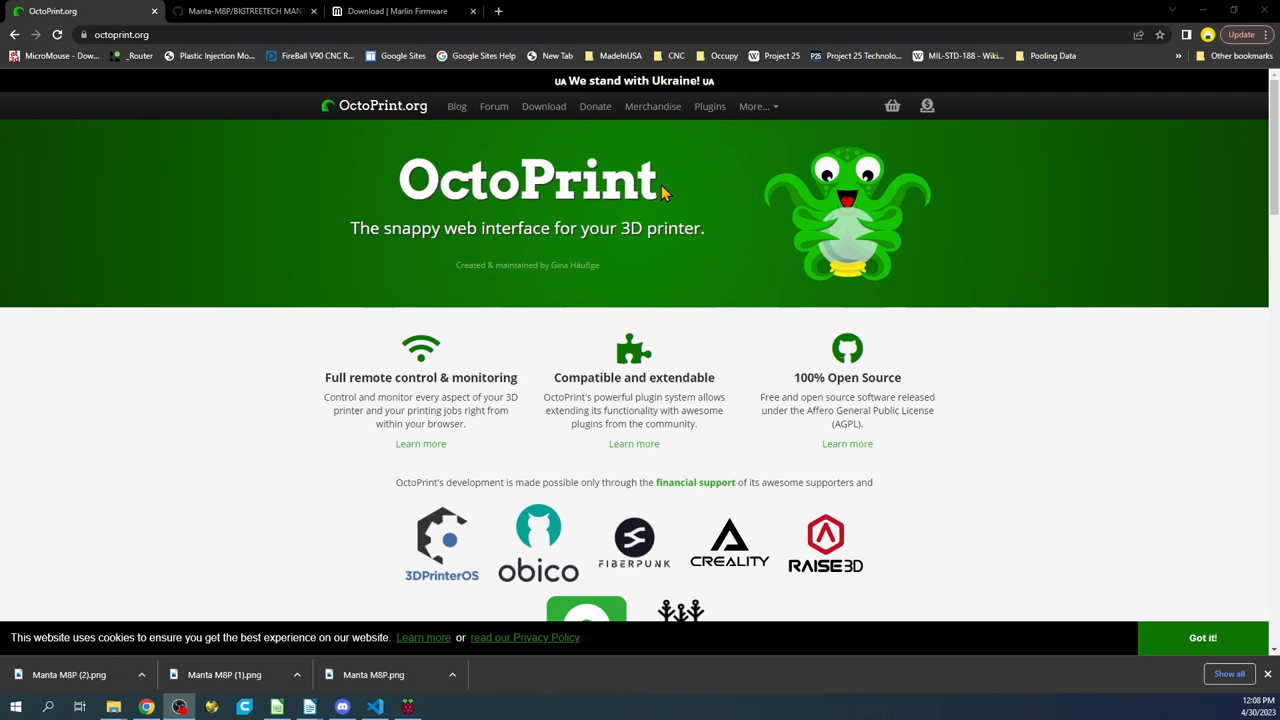 OctoPrint.org
Manta-M8P/BIGTREETECH MANT
Download | Marlin Firmware
octoprint.org
Update
MicroMouse - Dow...
_Router
Plastic Injection Mo...
FireBall V90 CNC Ri...
Google Sites
Google Sites Help
New Tab
MadeInUSA
CNC
Occupy
Project 25
Project 25 Technolo...
MIL-STD-188 - Wiki...
Pooling Data
»
Other bookmarks
UA We stand with Ukraine! UA
OctoPrint.org
Blog
Forum
Download
Donate
Merchandise
Plugins
More...
OctoPrint
The snappy web interface for your 3D printer.
Created & maintained by Gina Häußge
Full remote control & monitoring
Control and monitor every aspect of your 3D
printer and your printing jobs right from
within your browser.
Learn more
Compatible and extendable
OctoPrint's powerful plugin system allows
extending its functionality with awesome
plugins from the community.
Learn more
100% Open Source
Free and open source software released
under the Affero General Public License
(AGPL).
Learn more
OctoPrint's development is made possible only through the financial support of its awesome supporters and
3DPrinterOS
obico
FIBERPUNK
CREALITY
RAISE3D
This website uses cookies to ensure you get the best experience on our website. Learn more or read our Privacy Policy
Got it!
Manta M8P (2).png
Manta M8P (1).png
Manta M8P.png
Show all
12:08 PM
4/30/2023